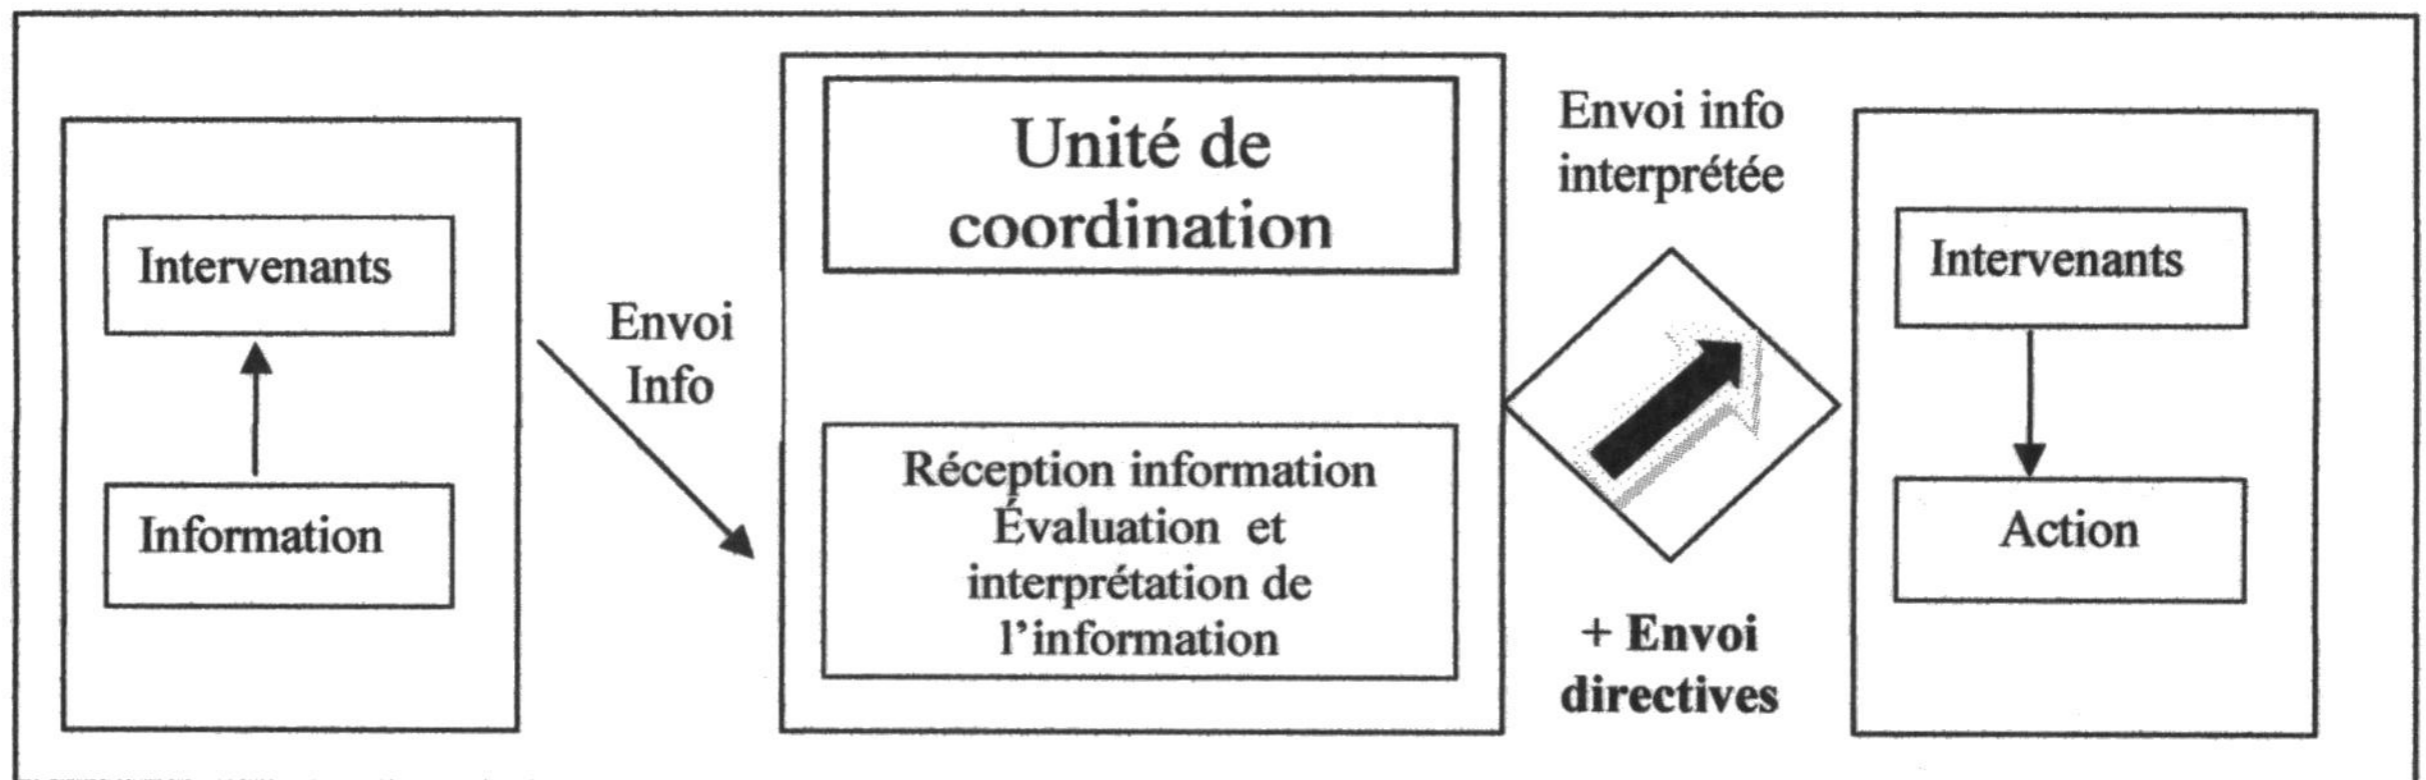 Intervenants
Information
Envoi
Info
Unité de
coordination
Réception information
Évaluation et
interprétation de
l'information
Envoi info
interprétée
+ Envoi
directives
Intervenants
Action